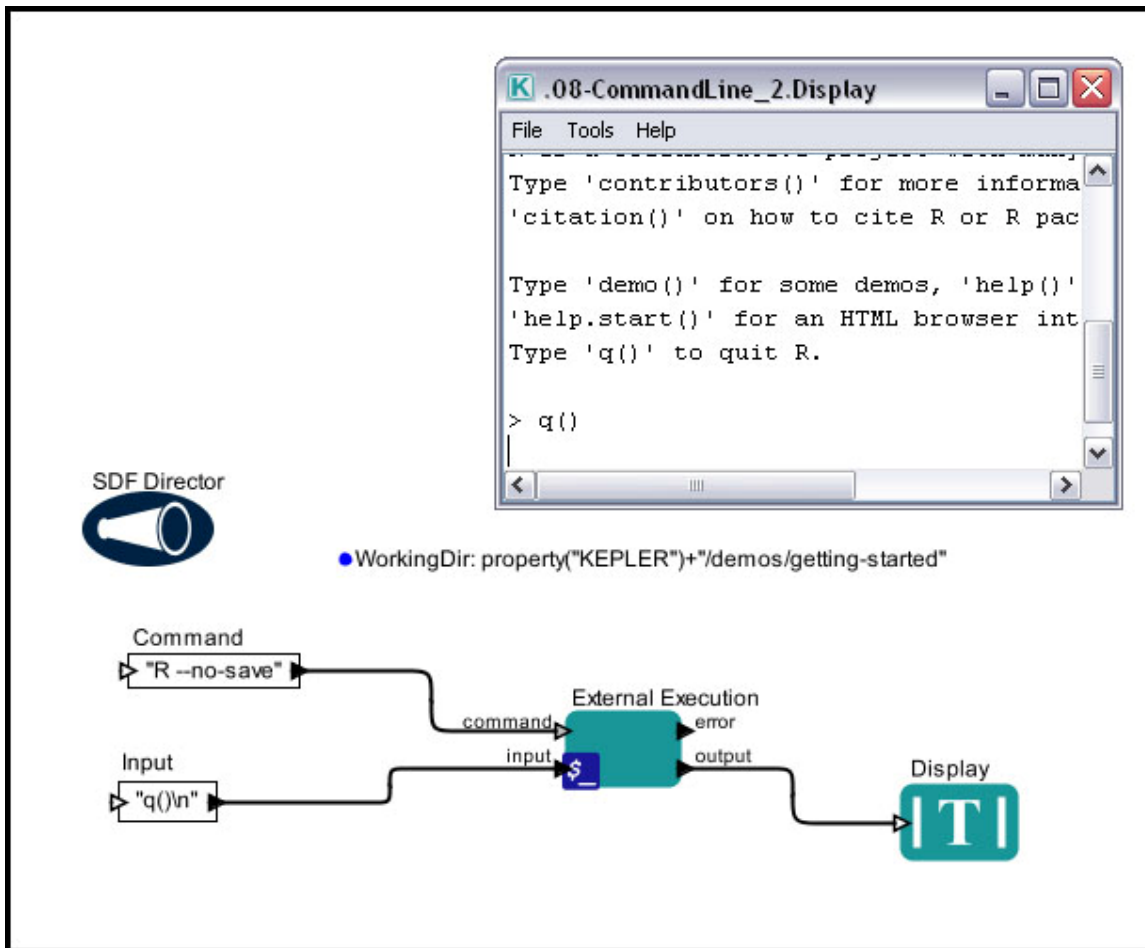 K .08-CommandLine_2.Display
File Tools Help
Type 'contributors()' for more informa
'citation()' on how to cite R or R pac
Type 'demo()' for some demos, 'help()'
'help.start()' for an HTML browser int
Type 'q()' to quit R.
> q()
SDF Director
WorkingDir: property("KEPLER")+"/demos/getting-started"
Command
"R --no-save"
External Execution
command
error
Input
input
output
$_
"q()\n"
Display
T